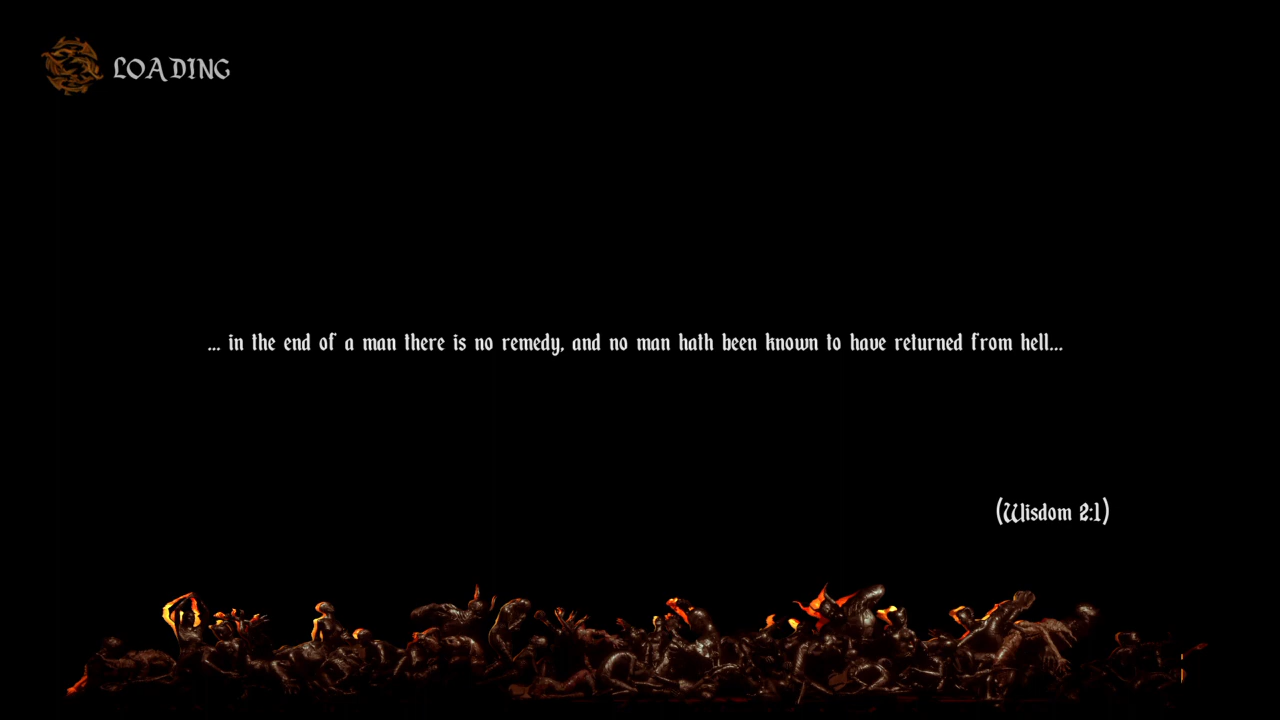 LOADING
... in the end of a man there is no remedy, and no man hath been known to have returned from hell...
(Wisdom 2:1)